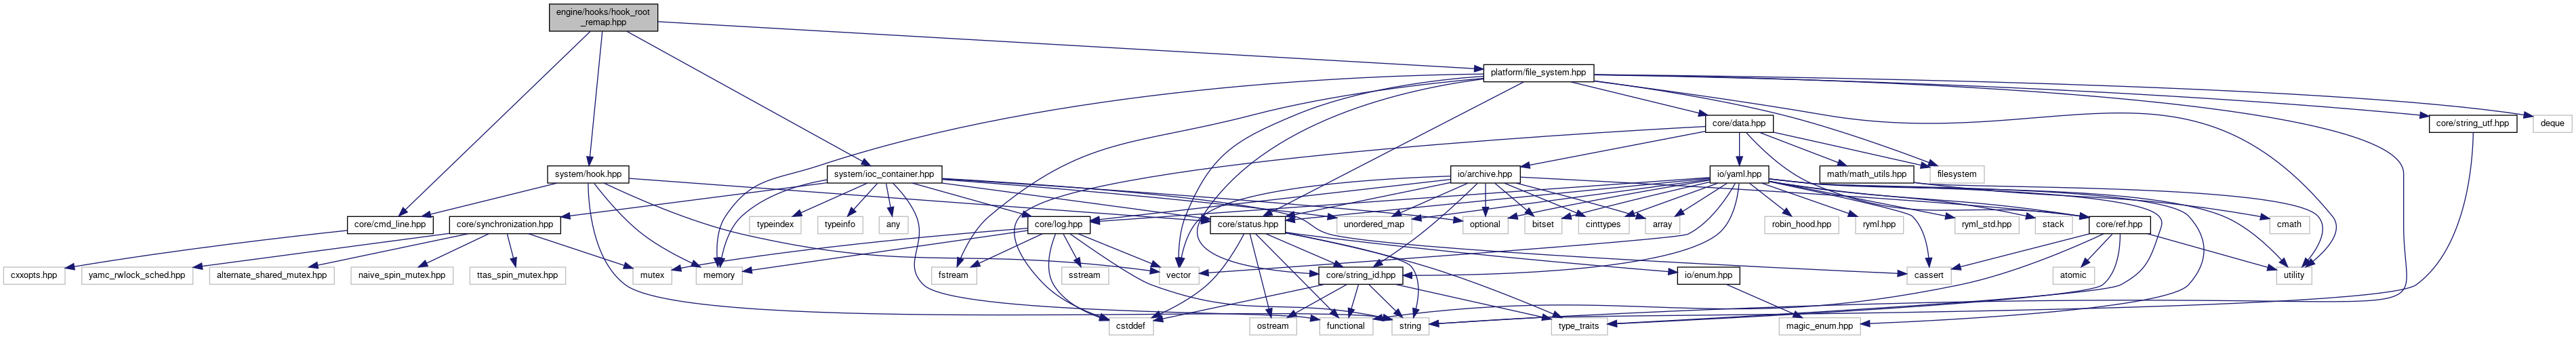 engine/hooks/hook_root
_remap.hpp
platform/file_system.hpp
core/data.hpp
core/string_utf.hpp
deque
system/hook.hpp
system/ioc_container.hpp
io/archive.hpp
io/yaml.hpp
math/math_utils.hpp
filesystem
core/cmd_line.hpp
core/synchronization.hpp
typeindex
typeinfo
any
core/log.hpp
core/status.hpp
unordered_map
optional
bitset
cinttypes
array
robin_hood.hpp
ryml.hpp
ryml_std.hpp
stack
core/ref.hpp
cmath
cxxopts.hpp
yamc_rwlock_sched.hpp
alternate_shared_mutex.hpp
naive_spin_mutex.hpp
ttas_spin_mutex.hpp
mutex
memory
fstream
sstream
vector
core/string_id.hpp
io/enum.hpp
cassert
atomic
utility
cstddef
ostream
functional
string
type_traits
magic_enum.hpp